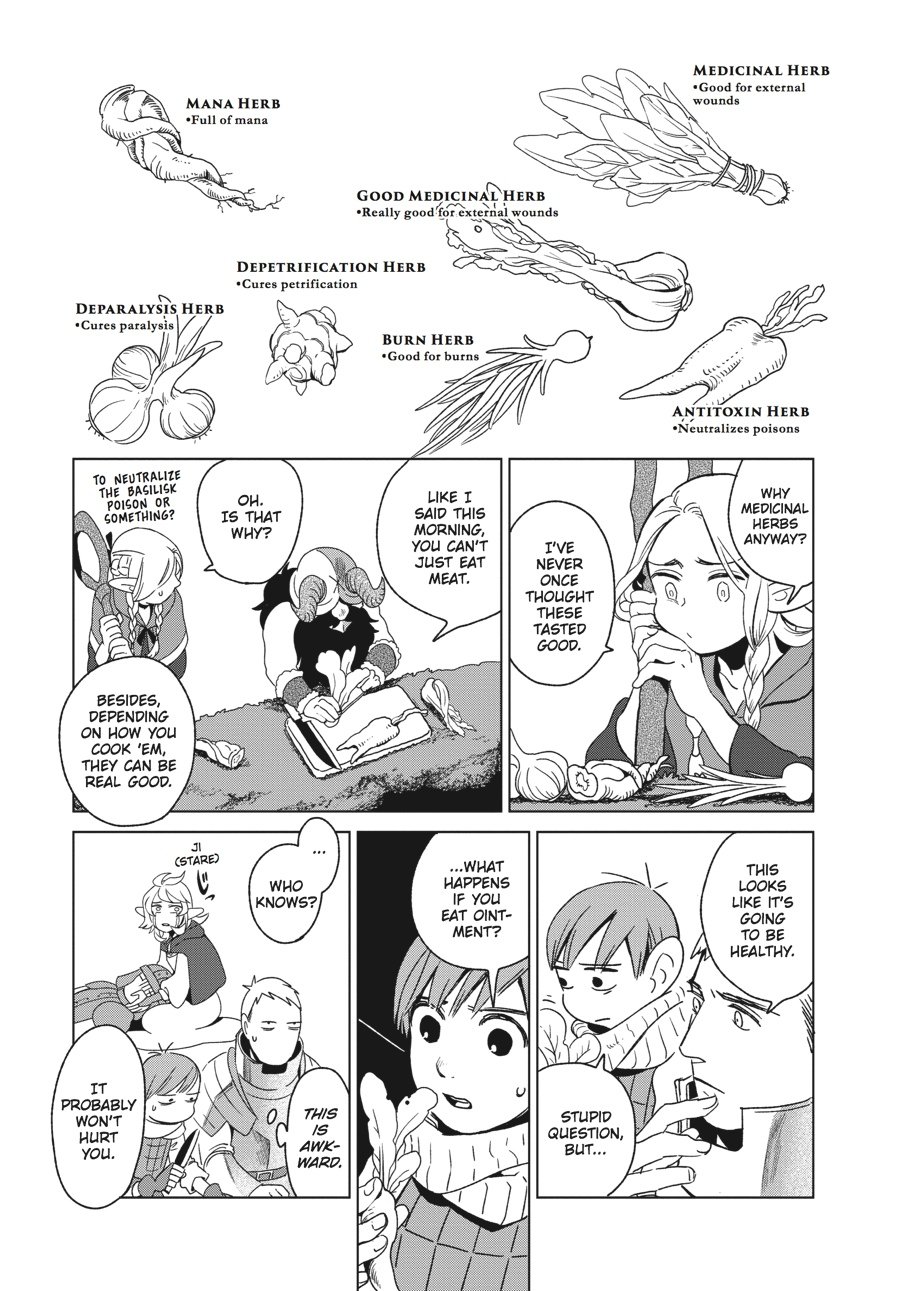 MEDICINAL HERB
•Good for external
wounds
MANA HERB
•Full of mana
GOOD MEDICINAL HERB
•Really good for external wounds
DEPETRIFICATION HERB
•Cures petrification
DEPARALYSIS HERB
•Cures paralysis
BURN HERB
•Good for burns
ANTITOXIN HERB
•Neutralizes poisons
WHY
MEDICINAL
HERBS
ANYWAY?
I'VE
NEVER
ONCE
THOUGHT
THESE
TASTED
GOOD.
LIKE I
SAID THIS
MORNING,
YOU CAN'T
JUST EAT
MEAT.
OH.
IS THAT
WHY?
TO NEUTRALIZE
THE BASILISK
POISON OR
SOMETHING?
BESIDES,
DEPENDING
ON HOW YOU
COOK 'EM,
THEY CAN BE
REAL GOOD.
THIS
LOOKS
LIKE IT'S
GOING
TO BE
HEALTHY.
STUPID
QUESTION,
BUT...
...WHAT
HAPPENS
IF YOU
EAT OINT-
MENT?
...
WHO
KNOWS?
JI
(STARE)
じっ
THIS
IS
AWK-
WARD.
IT
PROBABLY
WON'T
HURT
YOU.